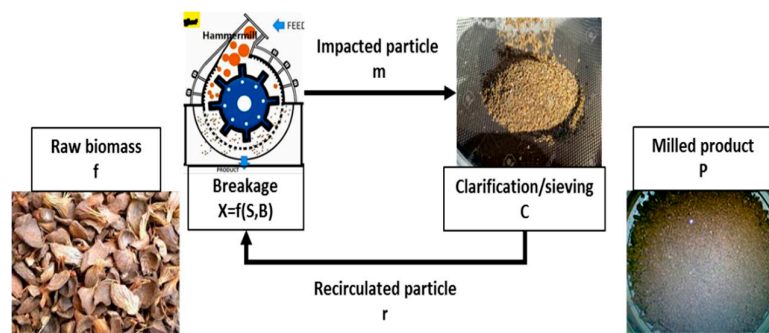 FEED
Hammermill
PRODUCT
Raw biomass
f
Breakage
X=f(S,B)
Impacted particle
m
Clarification/sieving
C
Milled product
P
Recirculated particle
r